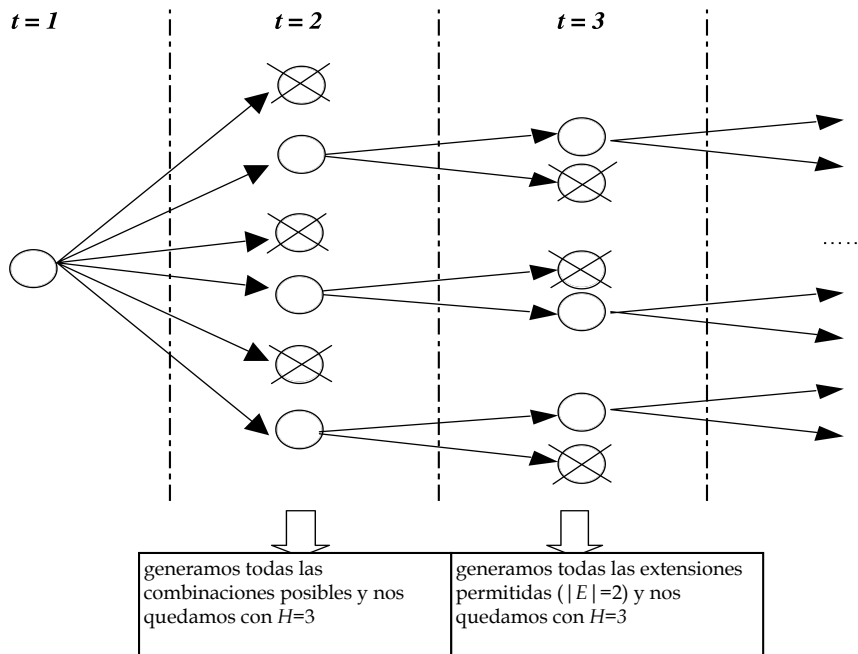 t = 1
t = 2
t = 3
.....
generamos todas las
combinaciones posibles y nos
quedamos con H=3
generamos todas las extensiones
permitidas (|E|=2) y nos
quedamos con H=3